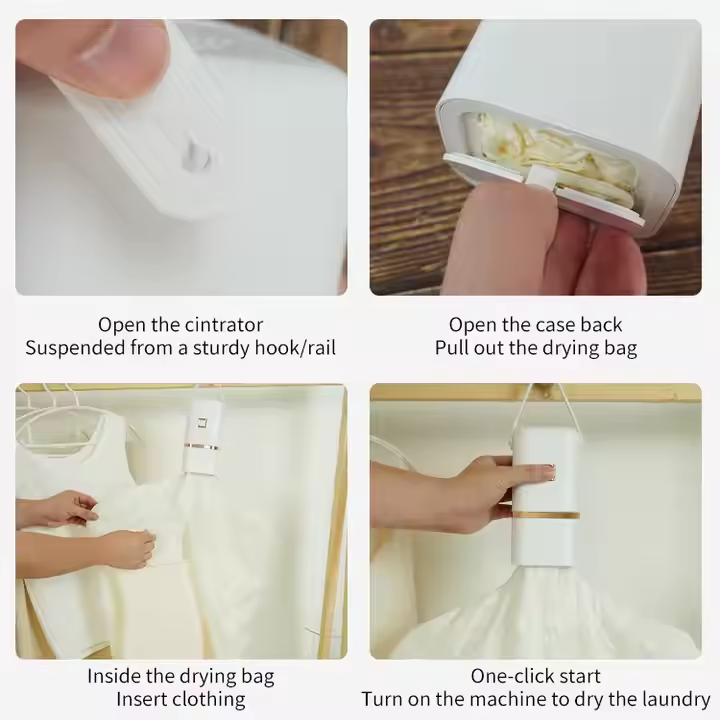 Open the cintrator
Suspended from a sturdy hook/rail
Open the case back
Pull out the drying bag
Inside the drying bag
Insert clothing
One-click start
Turn on the machine to dry the laundry